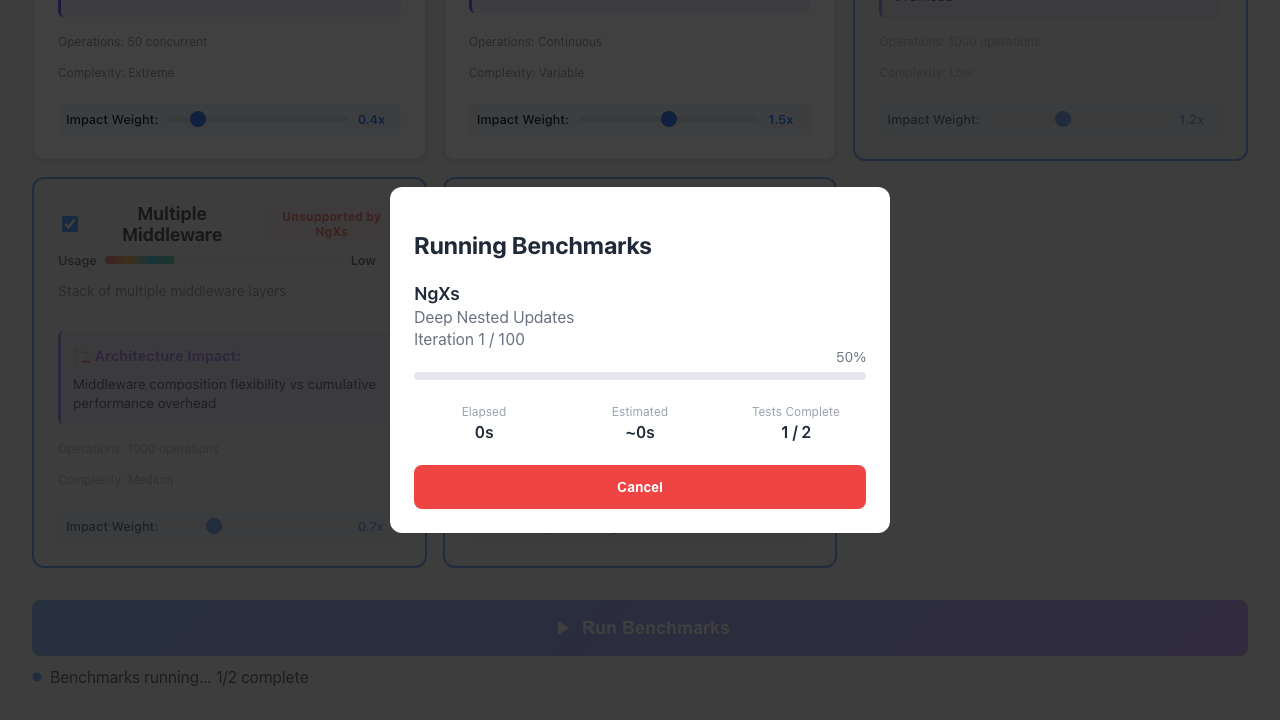 Operations: 50 concurrent
Complexity: Extreme
Impact Weight: 0.4x
Operations: Continuous
Complexity: Variable
Impact Weight: 1.5x
Operations: 1000 operations
Complexity: Low
Impact Weight: 1.2x
Multiple
Middleware
Unsupported by
NgXs
Usage Low
Stack of multiple middleware layers
Architecture Impact:
Middleware composition flexibility vs cumulative
performance overhead
Operations: 1000 operations
Complexity: Medium
Impact Weight: 0.7x
Running Benchmarks
NgXs
Deep Nested Updates
Iteration 1 / 100
50%
Elapsed
0s
Estimated
~0s
Tests Complete
1 / 2
Cancel
Run Benchmarks
Benchmarks running... 1/2 complete